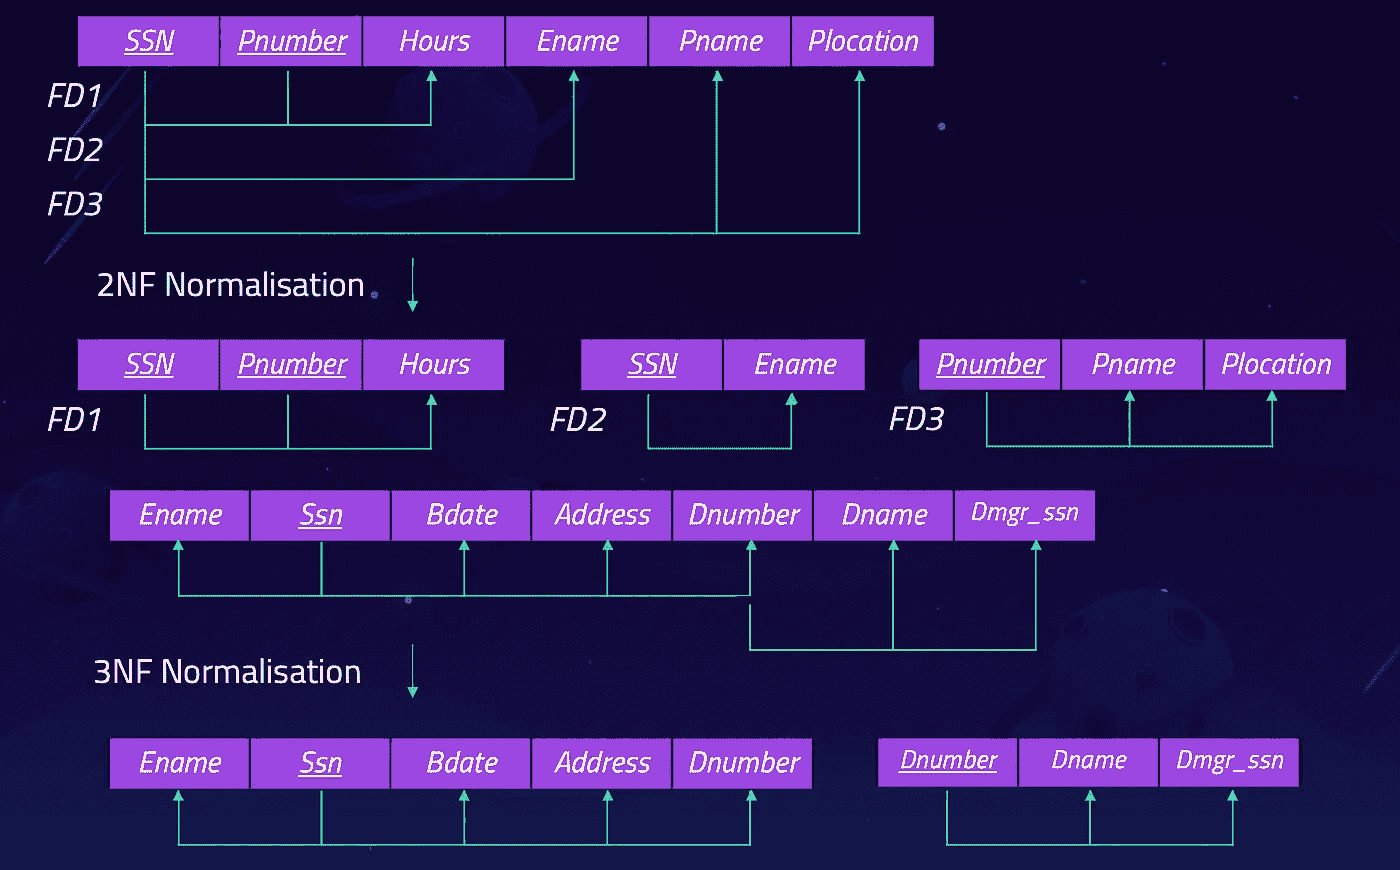 SSN Pnumber Hours Ename Pname Plocation
FD1
FD2
FD3
2NF Normalisation
SSN Pnumber Hours SSN Ename Pnumber Pname Plocation
FD1 FD2 FD3
Ename Ssn Bdate Address Dnumber Dname Dmgr_ssn
3NF Normalisation
Ename Ssn Bdate Address Dnumber Dnumber Dname Dmgr_ssn